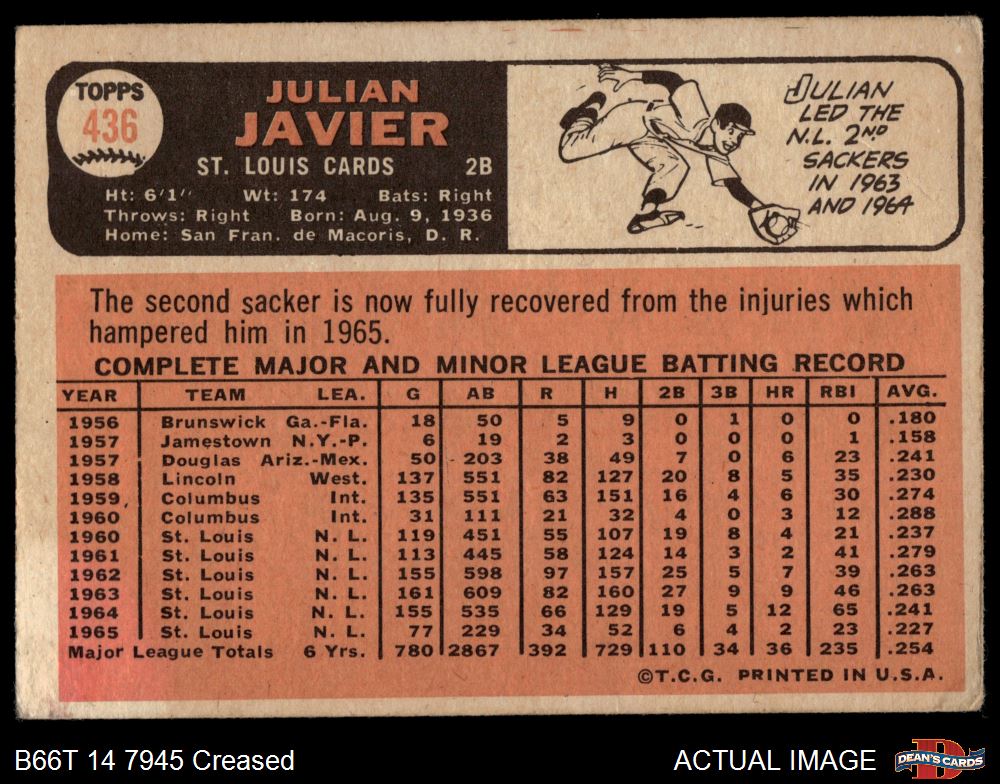 TOPPS
436
JULIAN
JAVIER
ST. LOUIS CARDS 2B
Ht: 6'1" Wt: 174 Bats: Right
Throws: Right Born: Aug. 9, 1936
Home: San Fran. de Macoris, D. R.
JULIAN
LED THE
N.L. 2ND
SACKERS
IN 1963
AND 1964
The second sacker is now fully recovered from the injuries which
hampered him in 1965.
COMPLETE MAJOR AND MINOR LEAGUE BATTING RECORD
YEAR TEAM LEA. G AB R H 2B 3B HR RBI AVG.
1956 Brunswick Ga.-Fla. 18 50 5 9 0 1 0 0 .180
1957 Jamestown N.Y.-P. 6 19 2 3 0 0 0 1 .158
1957 Douglas Ariz.-Mex. 50 203 38 49 7 0 6 23 .241
1958 Lincoln West. 137 551 82 127 20 8 5 35 .230
1959 Columbus Int. 135 551 63 151 16 4 6 30 .274
1960 Columbus Int. 31 111 21 32 4 0 3 12 .288
1960 St. Louis N. L. 119 451 55 107 19 8 4 21 .237
1961 St. Louis N. L. 113 445 58 124 14 3 2 41 .279
1962 St. Louis N. L. 155 598 97 157 25 5 7 39 .263
1963 St. Louis N. L. 161 609 82 160 27 9 9 46 .263
1964 St. Louis N. L. 155 535 66 129 19 5 12 65 .241
1965 St. Louis N. L. 77 229 34 52 6 4 2 23 .227
Major League Totals 6 Yrs. 780 2867 392 729 110 34 36 235 .254
©T.C.G. PRINTED IN U.S.A.
B66T 14 7945 Creased ACTUAL IMAGE
DEAN'S CARDS